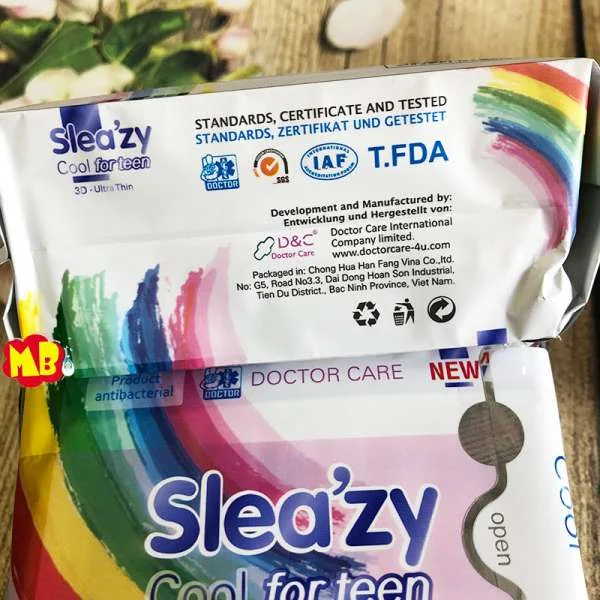 Slea'zy
Cool for teen
3D - Ultra Thin
STANDARDS, CERTIFICATE AND TESTED
STANDARDS, ZERTIFIKAT UND GETESTET
DOCTOR
SGS
INTERNATIONAL
IAF
T.FDA
Development and Manufactured by:
Entwicklung und Hergestellt von:
D&C
Doctor Care
Doctor Care International
Company limited.
www.doctorcare-4u.com
Packaged in: Chong Hua Han Fang Vina Co.,ltd.
No: G5, Road No3.3, Dai Dong Hoan Son Industrial,
Tien Du District., Bac Ninh Province, Viet Nam.
MB
Product
antibacterial
DOCTOR
DOCTOR CARE
NEW
Slea'zy
Cool for teen
open